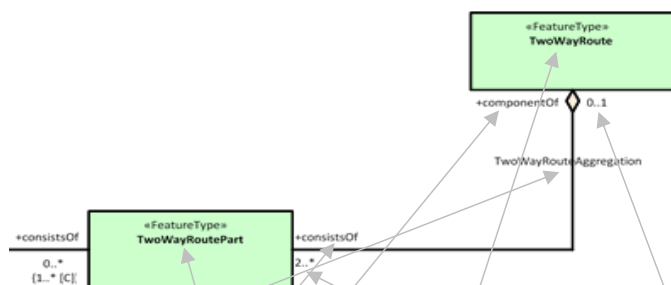 «FeatureType»
TwoWayRoute
+componentOf
0..1
TwoWayRouteAggregation
«FeatureType»
TwoWayRoutePart
+consistsOf
0..*
{1..* [C]
+consistsOf
2..*